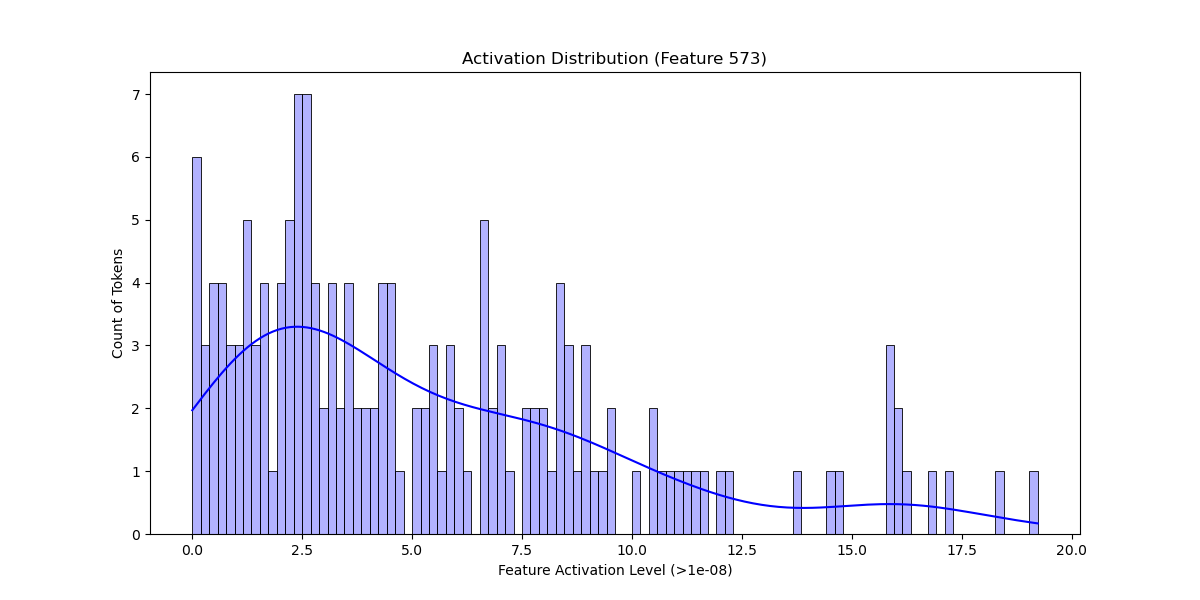 Activation Distribution (Feature 573)
7
6
5
4
3
2
1
0
Count of Tokens
0.0 2.5 5.0 7.5 10.0 12.5 15.0 17.5 20.0
Feature Activation Level (>1e-08)